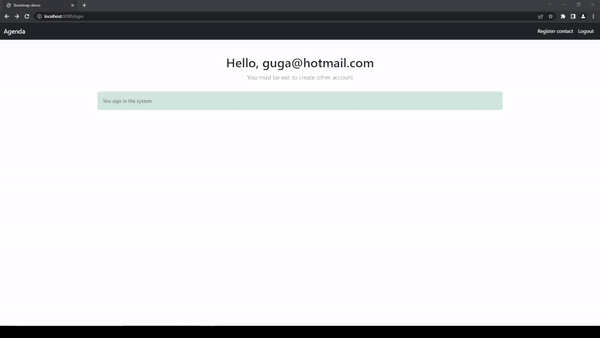 Bootstrap demo
localhost:3000/login
Agenda
Register contact Logout
Hello, guga@hotmail.com
You must be exit to create other account
You sign in the system